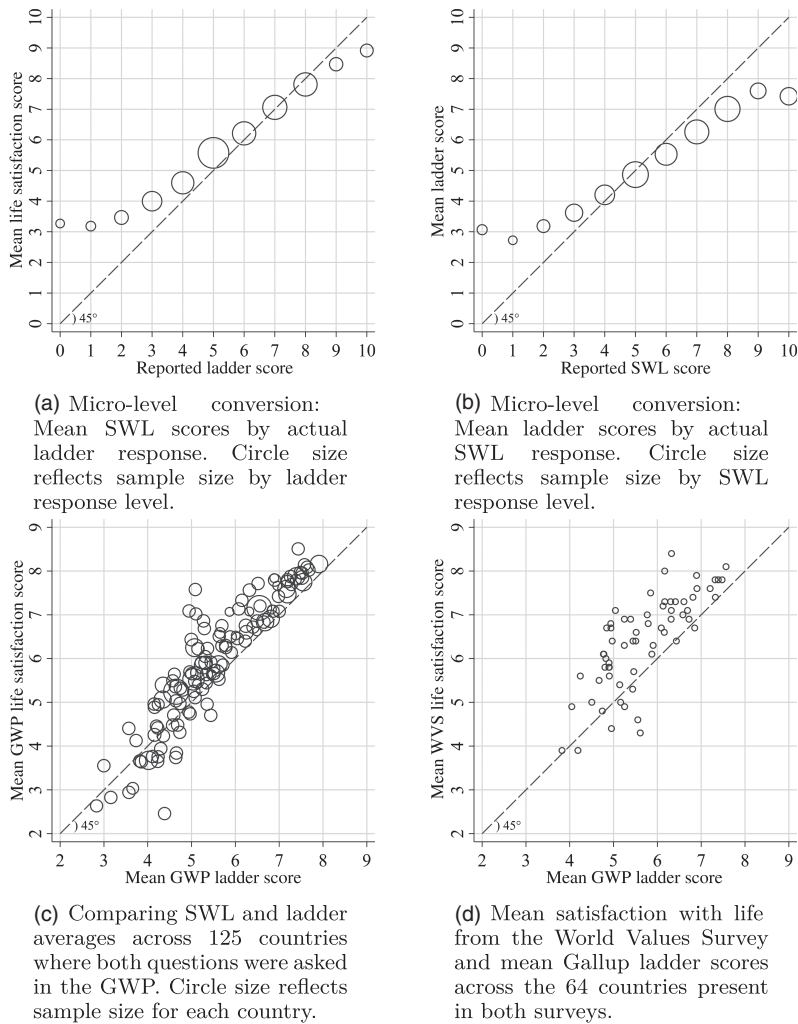 Mean life satisfaction score
0 1 2 3 4 5 6 7 8 9 10
45°
0 1 2 3 4 5 6 7 8 9 10
Reported ladder score
Mean ladder score
0 1 2 3 4 5 6 7 8 9 10
45°
0 1 2 3 4 5 6 7 8 9 10
Reported SWL score
(a) Micro-level conversion:
Mean SWL scores by actual
ladder response. Circle size
reflects sample size by ladder
response level.
(b) Micro-level conversion:
Mean ladder scores by actual
SWL response. Circle size
reflects sample size by SWL
response level.
Mean GWP life satisfaction score
2 3 4 5 6 7 8 9
45°
2 3 4 5 6 7 8 9
Mean GWP ladder score
Mean WVS life satisfaction score
2 3 4 5 6 7 8 9
45°
2 3 4 5 6 7 8 9
Mean GWP ladder score
(c) Comparing SWL and ladder
averages across 125 countries
where both questions were asked
in the GWP. Circle size reflects
sample size for each country.
(d) Mean satisfaction with life
from the World Values Survey
and mean Gallup ladder scores
across the 64 countries present
in both surveys.